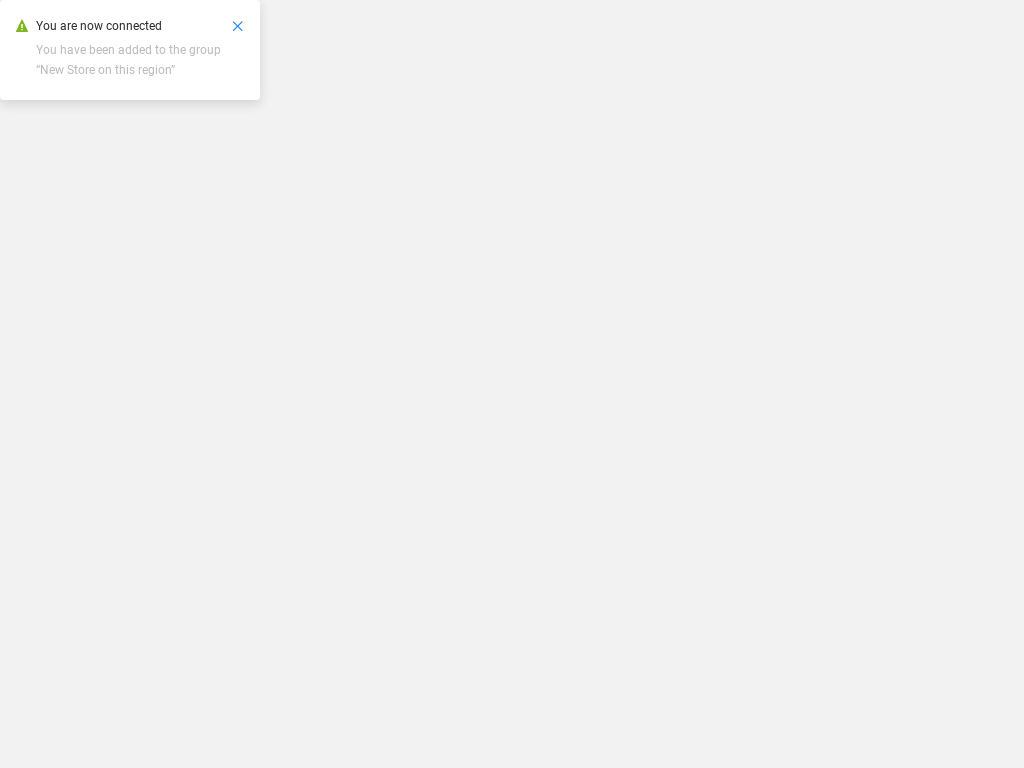 You are now connected
You have been added to the group
“New Store on this region”